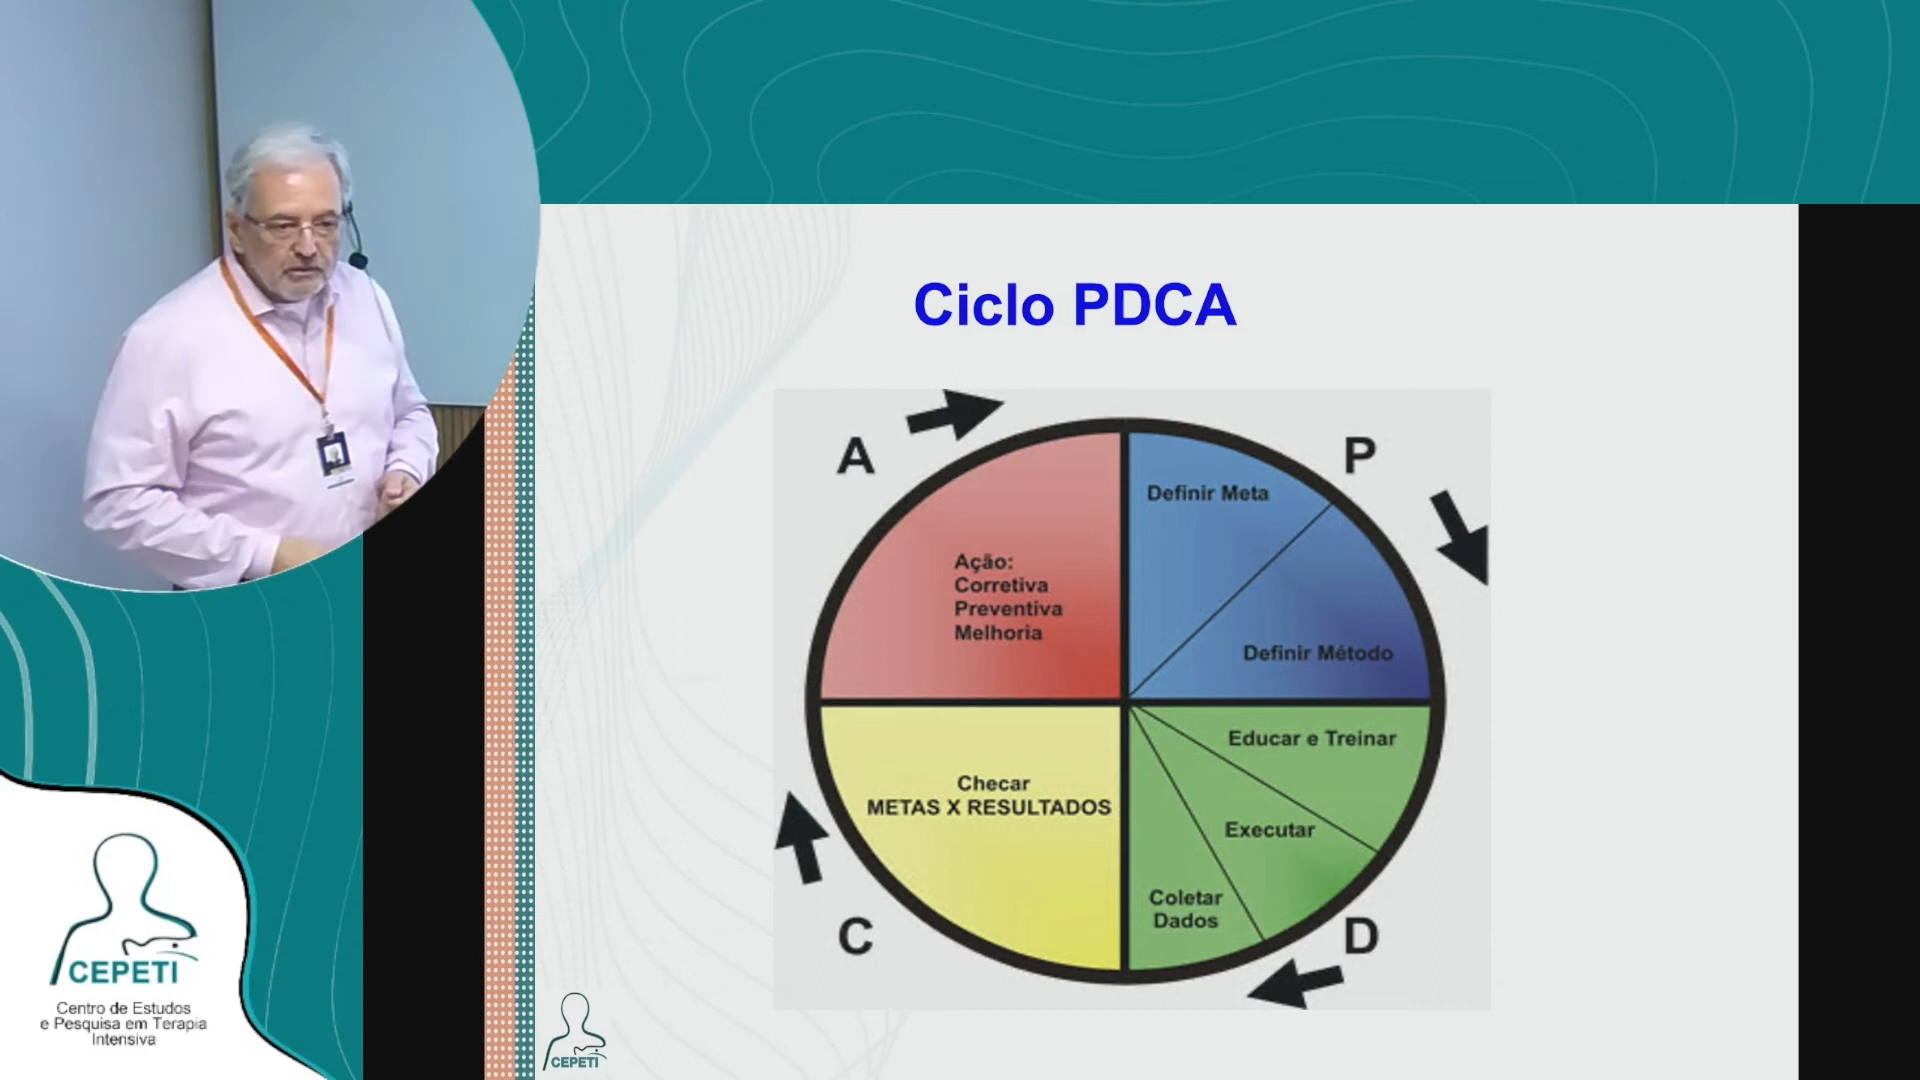 Ciclo PDCA
A
P
Definir Meta
Ação:
Corretiva
Preventiva
Melhoria
Definir Método
Educar e Treinar
Checar
METAS X RESULTADOS
Executar
Coletar
Dados
C
D
CEPETI
Centro de Estudos
e Pesquisa em Terapia
Intensiva
CEPETI